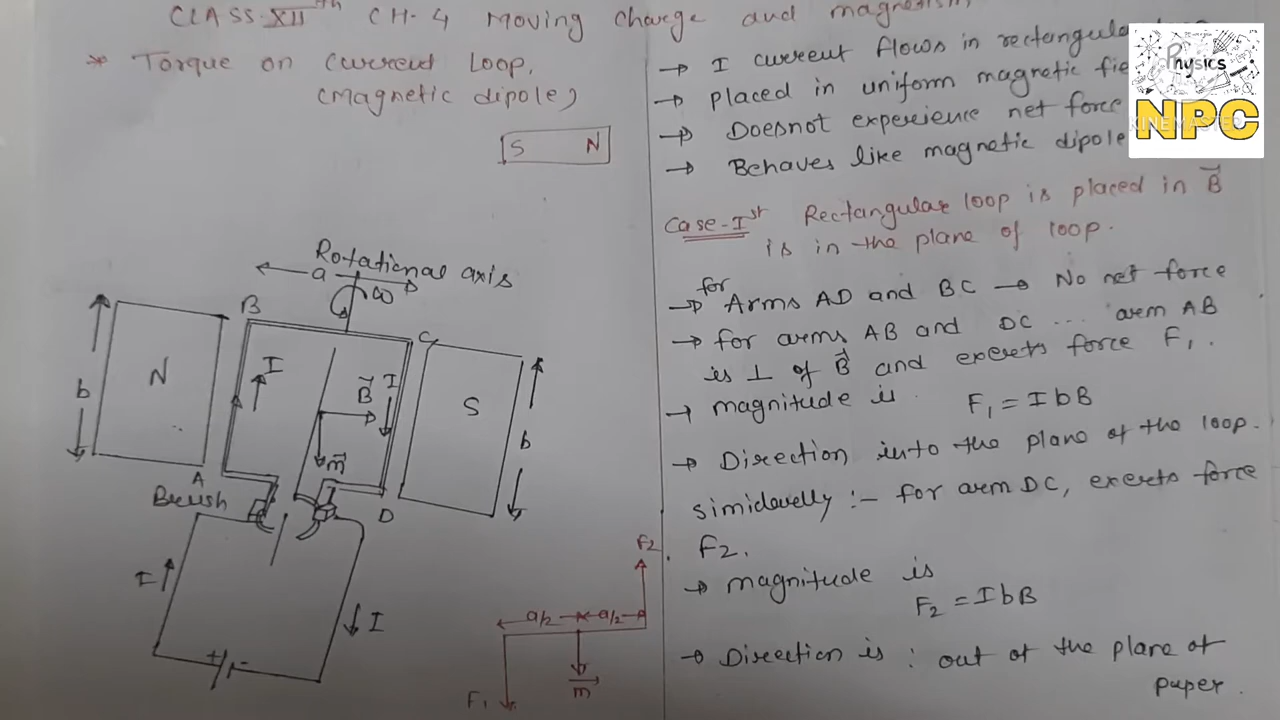 CLASS-XIIth CH-4 Moving Charge and magnetism
* Torque on current Loop.
(magnetic dipole)
S N
Rotational axis
a
ω
B
C
N
I
b
B I
S
b
m
A
Brush
D
I
I
+ -
F2
a/2 a/2
F1
m
→ I current flows in rectangular
→ placed in uniform magnetic fie
→ Doesnot experience net force
→ Behaves like magnetic dipole
Physics
NPC
KINEMASTER
Case-Ist Rectangular loop is placed in B
is in the plane of loop.
for
→ Arms AD and BC → No net force
→ for arms AB and DC ... arm AB
is ⊥ of B and exerts force F1.
→ magnitude is F1 = IbB
→ Direction into the plane of the loop.
similarelly :- for arm DC, exerts force
F2.
→ magnitude is
F2 = IbB
→ Direction is : out of the plane of
paper.